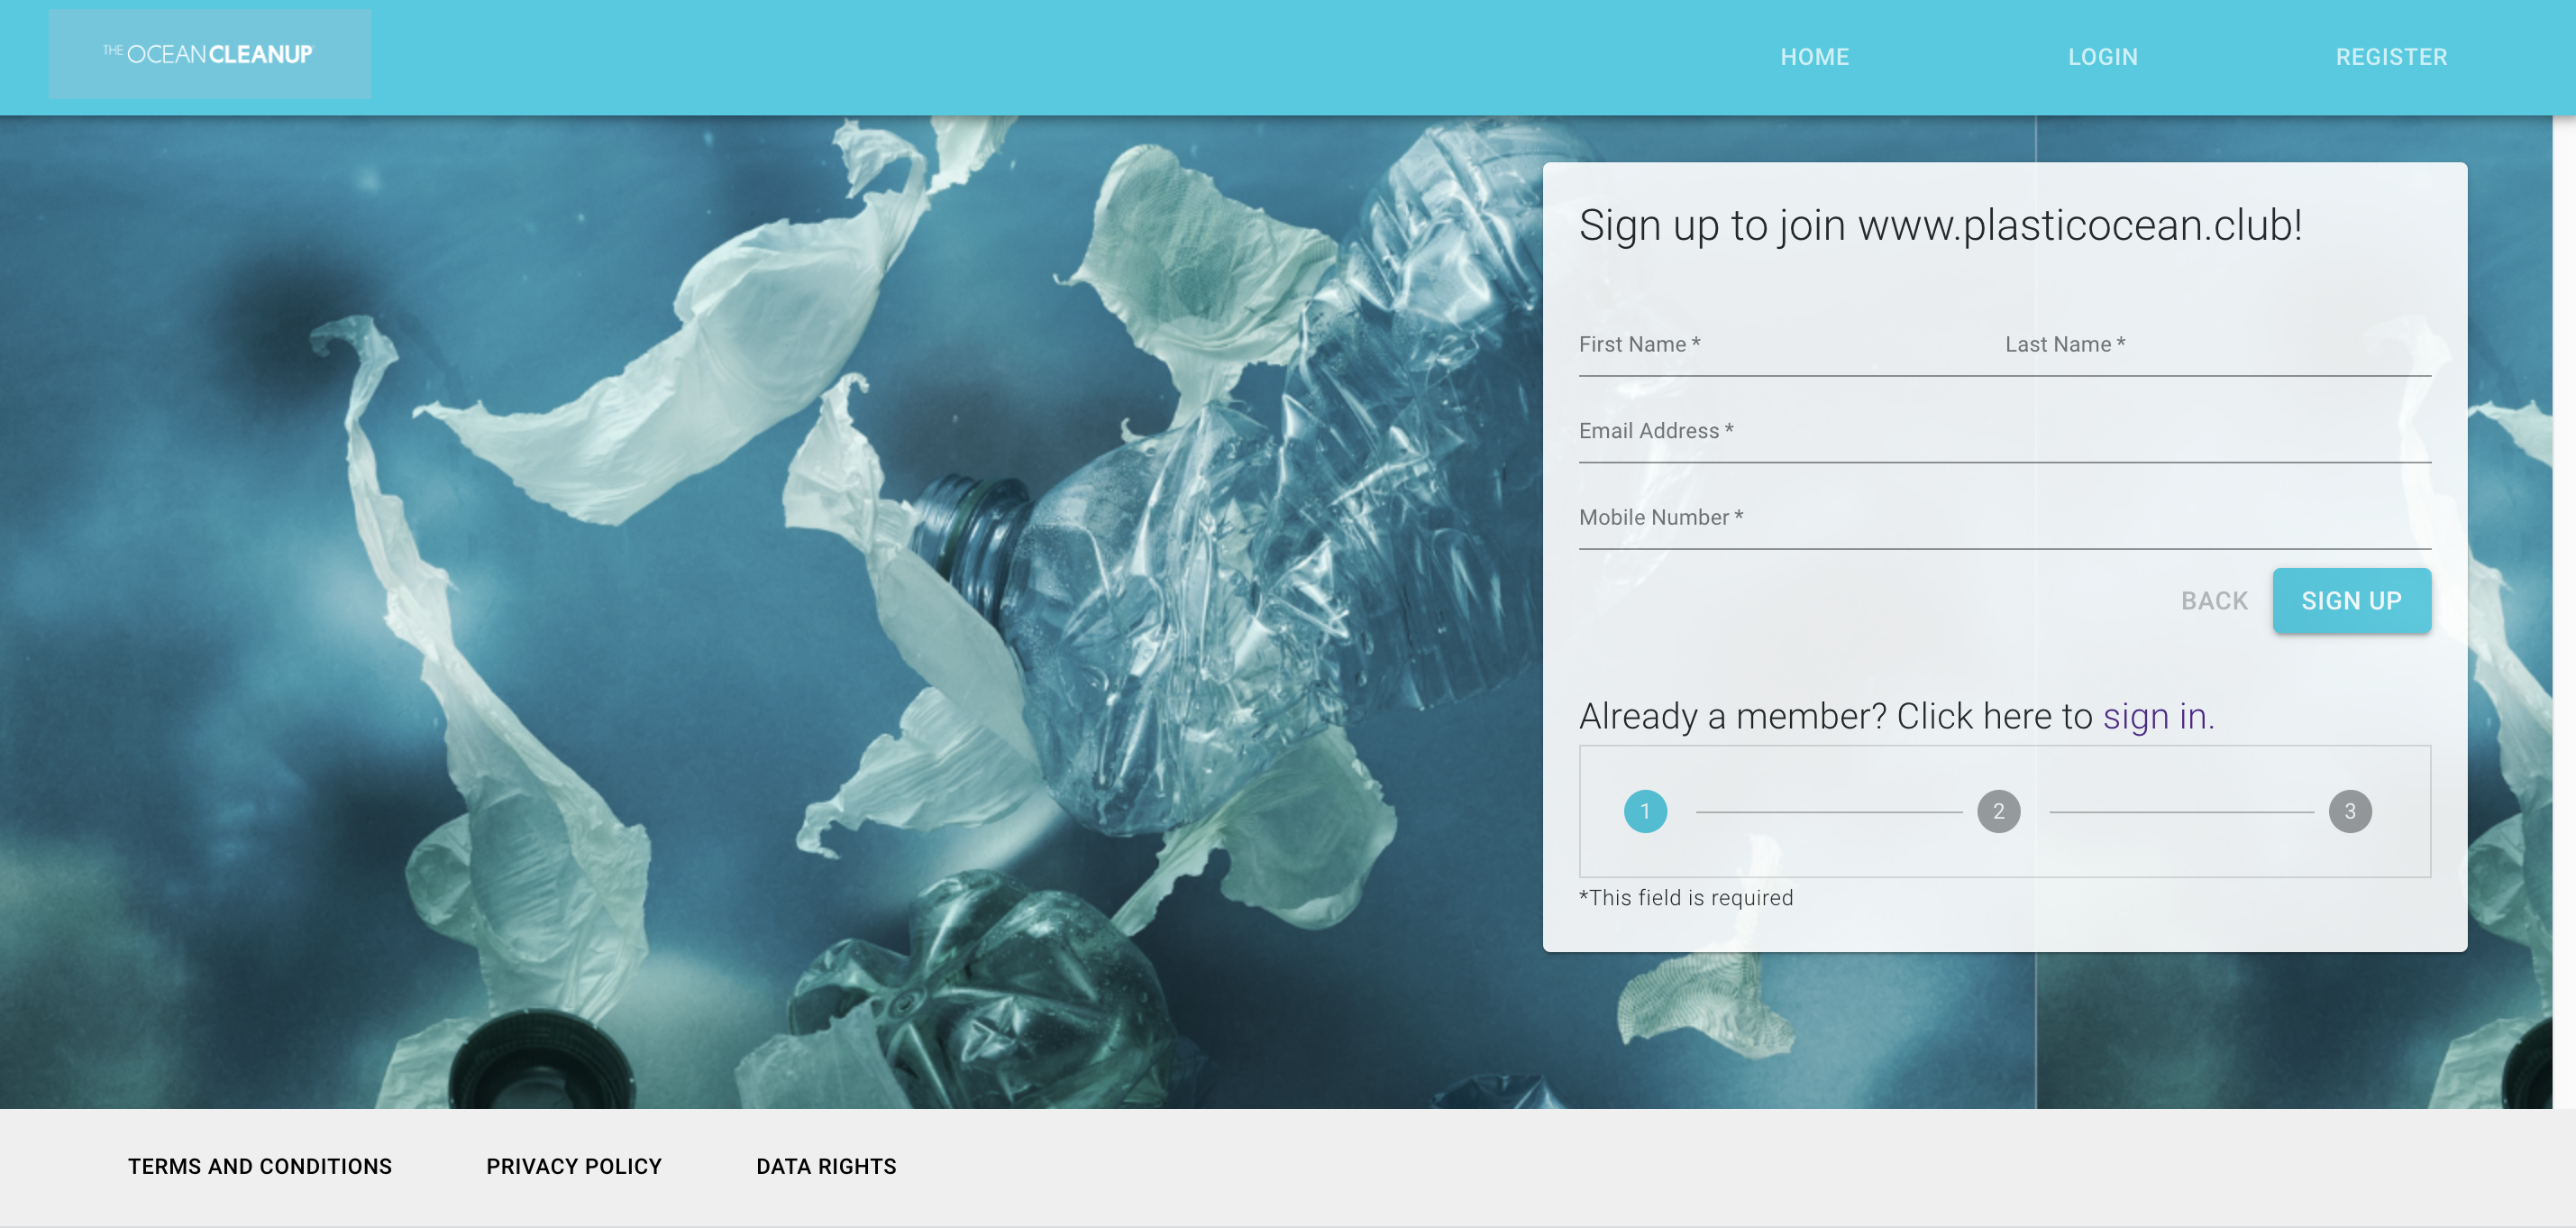 THE OCEANCLEANUP
HOME LOGIN REGISTER
Sign up to join www.plasticocean.club!
First Name * Last Name *
Email Address *
Mobile Number *
BACK SIGN UP
Already a member? Click here to sign in.
1 2 3
*This field is required
TERMS AND CONDITIONS PRIVACY POLICY DATA RIGHTS